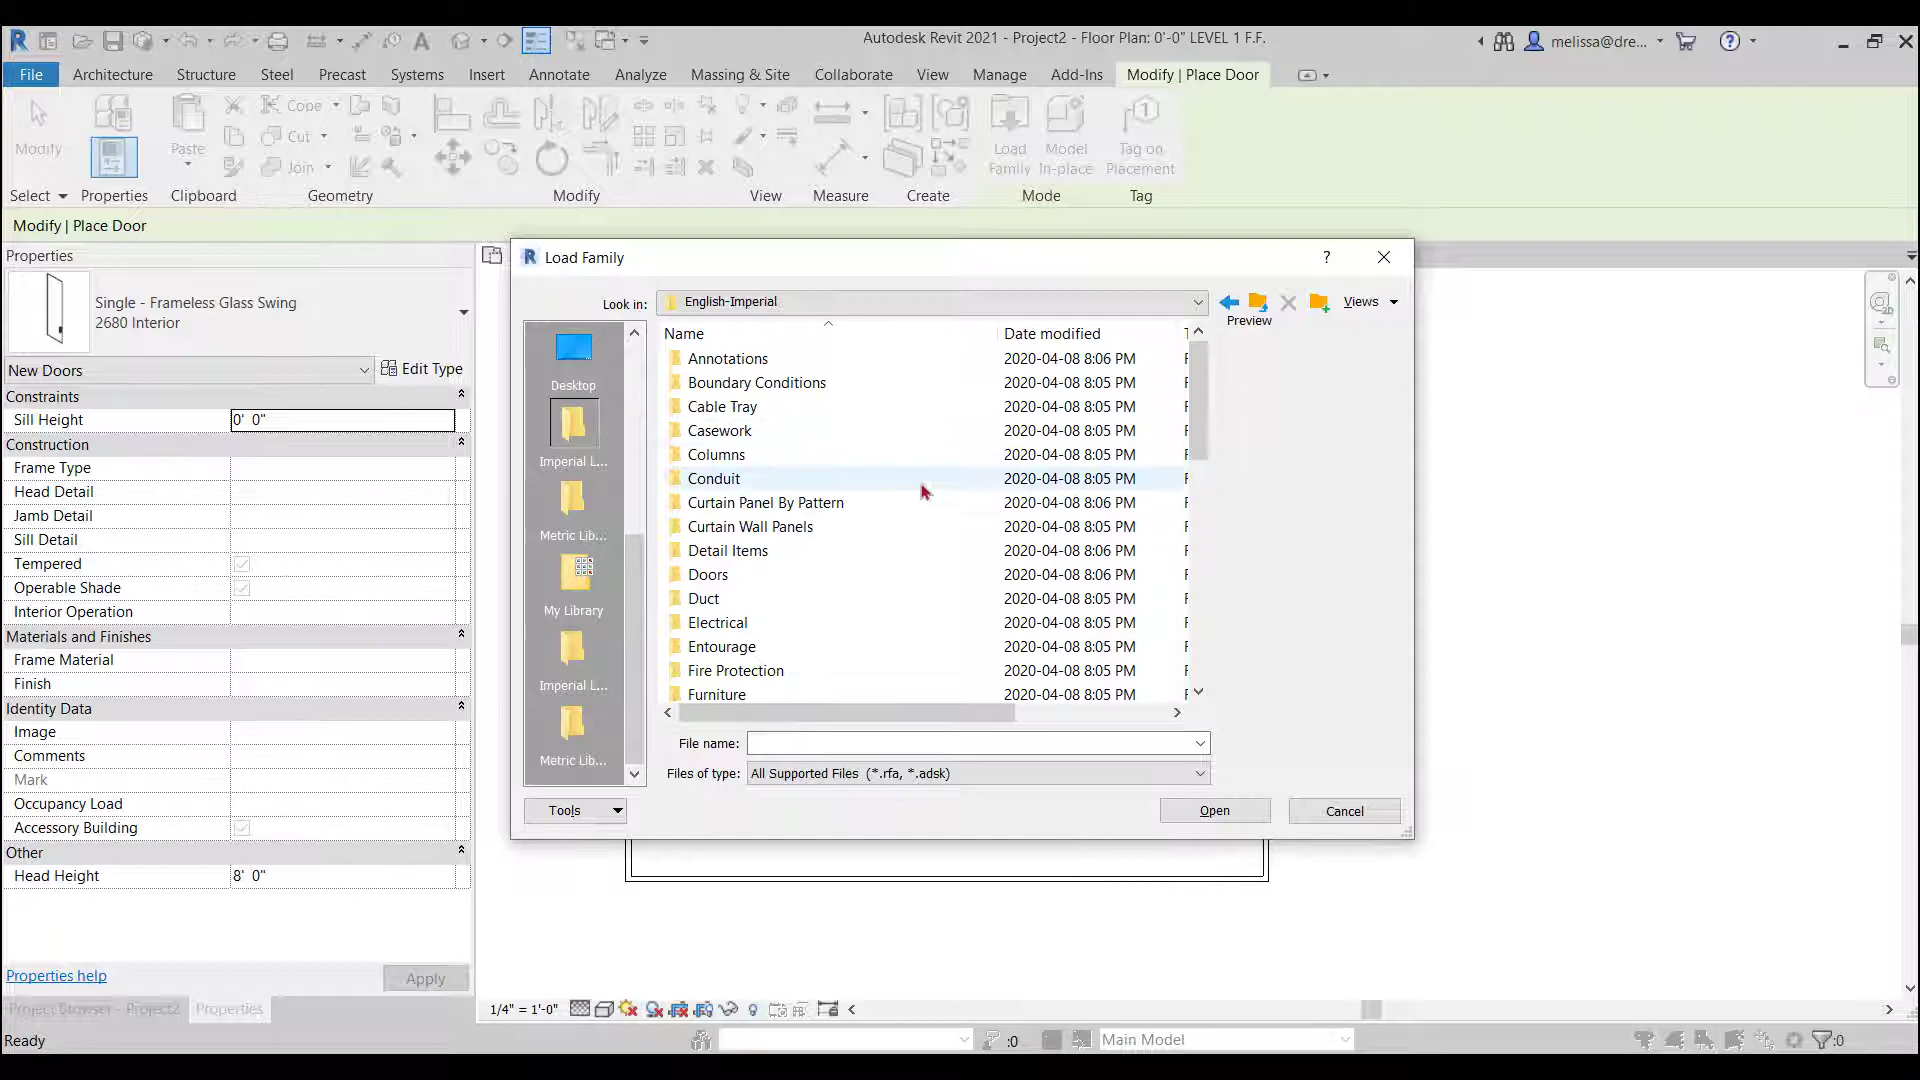 Autodesk Revit 2021 - Project2 - Floor Plan: 0'-0" LEVEL 1 F.F.
melissa@dre...
File Architecture Structure Steel Insert Precast Systems Insert Annotate Analyze Massing & Site Collaborate View Manage Add-Ins Modify | Place Door
Modify
Paste
Cope
Cut
Join
Load Family
Model In-place
Tag on Placement
Select Properties Clipboard Geometry Modify View Measure Create Mode Tag
Modify | Place Door
Properties
Single - Frameless Glass Swing
2680 Interior
New Doors
Edit Type
Constraints
Sill Height 0' 0"
Construction
Frame Type
Head Detail
Jamb Detail
Sill Detail
Tempered
Operable Shade
Interior Operation
Materials and Finishes
Frame Material
Finish
Identity Data
Image
Comments
Mark
Occupancy Load
Accessory Building
Other
Head Height 8' 0"
Properties help
Apply
Project Browser - Project2 Properties
Ready
Load Family
?
Look in: English-Imperial
Views
Preview
Desktop
Imperial L...
Metric Lib...
My Library
Imperial L...
Metric Lib...
Name Date modified T
Annotations 2020-04-08 8:06 PM F
Boundary Conditions 2020-04-08 8:05 PM F
Cable Tray 2020-04-08 8:05 PM F
Casework 2020-04-08 8:05 PM F
Columns 2020-04-08 8:05 PM F
Conduit 2020-04-08 8:05 PM F
Curtain Panel By Pattern 2020-04-08 8:06 PM F
Curtain Wall Panels 2020-04-08 8:05 PM F
Detail Items 2020-04-08 8:06 PM F
Doors 2020-04-08 8:06 PM F
Duct 2020-04-08 8:05 PM F
Electrical 2020-04-08 8:05 PM F
Entourage 2020-04-08 8:05 PM F
Fire Protection 2020-04-08 8:05 PM F
Furniture 2020-04-08 8:05 PM F
File name:
Files of type: All Supported Files (*.rfa, *.adsk)
Tools
Open
Cancel
1/4" = 1'-0"
:0
Main Model
:0